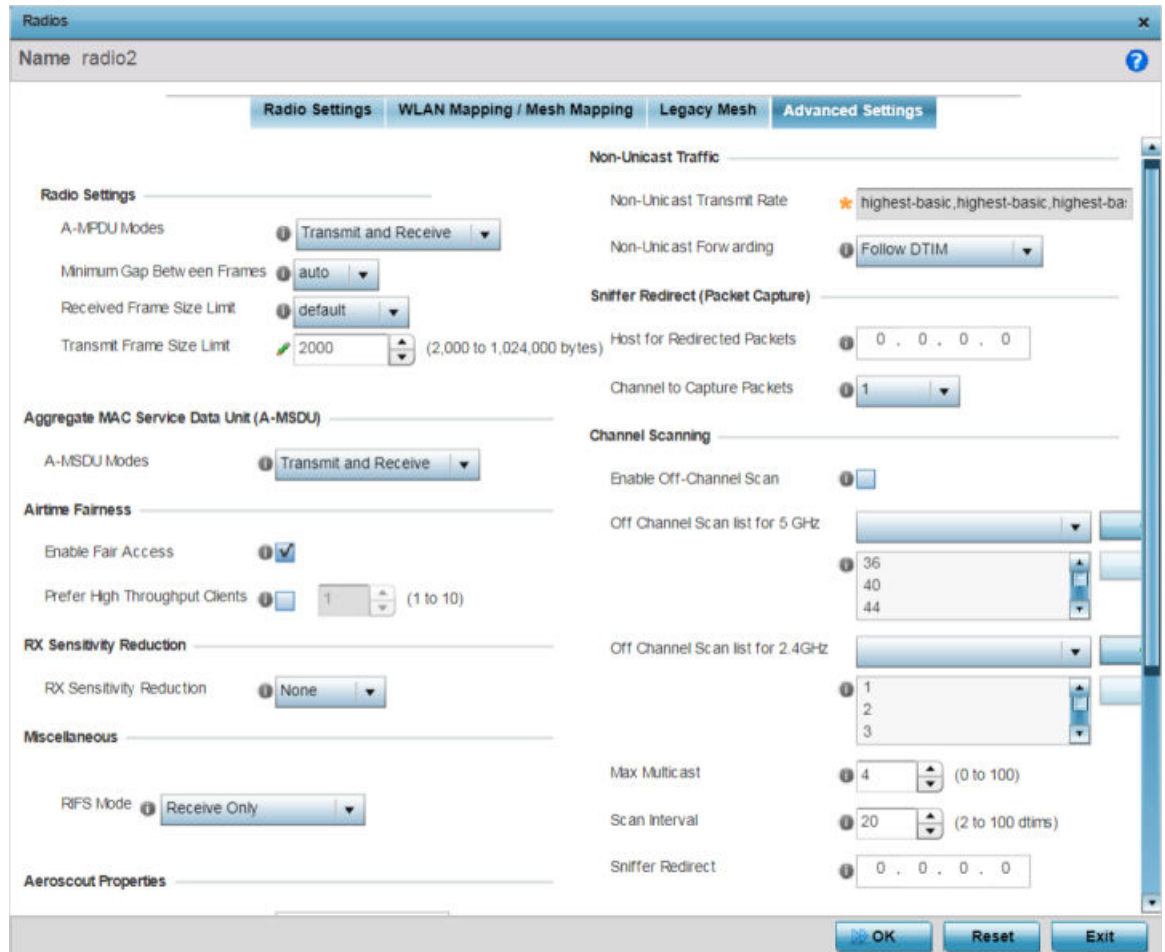 Radios
Name radio2
Radio Settings
WLAN Mapping / Mesh Mapping
Legacy Mesh
Advanced Settings
Radio Settings
A-MPDU Modes
Transmit and Receive
Minimum Gap Between Frames
auto
Received Frame Size Limit
default
Transmit Frame Size Limit
2000
(2,000 to 1,024,000 bytes)
Aggregate MAC Service Data Unit (A-MSDU)
A-MSDU Modes
Transmit and Receive
Airtime Fairness
Enable Fair Access
Prefer High Throughput Clients
1
(1 to 10)
RX Sensitivity Reduction
RX Sensitivity Reduction
None
Miscellaneous
RIFS Mode
Receive Only
Aeroscout Properties
Non-Unicast Traffic
Non-Unicast Transmit Rate
highest-basic,highest-basic,highest-ba
Non-Unicast Forwarding
Follow DTIM
Sniffer Redirect (Packet Capture)
Host for Redirected Packets
0 . 0 . 0 . 0
Channel to Capture Packets
1
Channel Scanning
Enable Off-Channel Scan
Off Channel Scan list for 5 GHz
36
40
44
Off Channel Scan list for 2.4GHz
1
2
3
Max Multicast
4
(0 to 100)
Scan Interval
20
(2 to 100 dtims)
Sniffer Redirect
0 . 0 . 0 . 0
OK
Reset
Exit